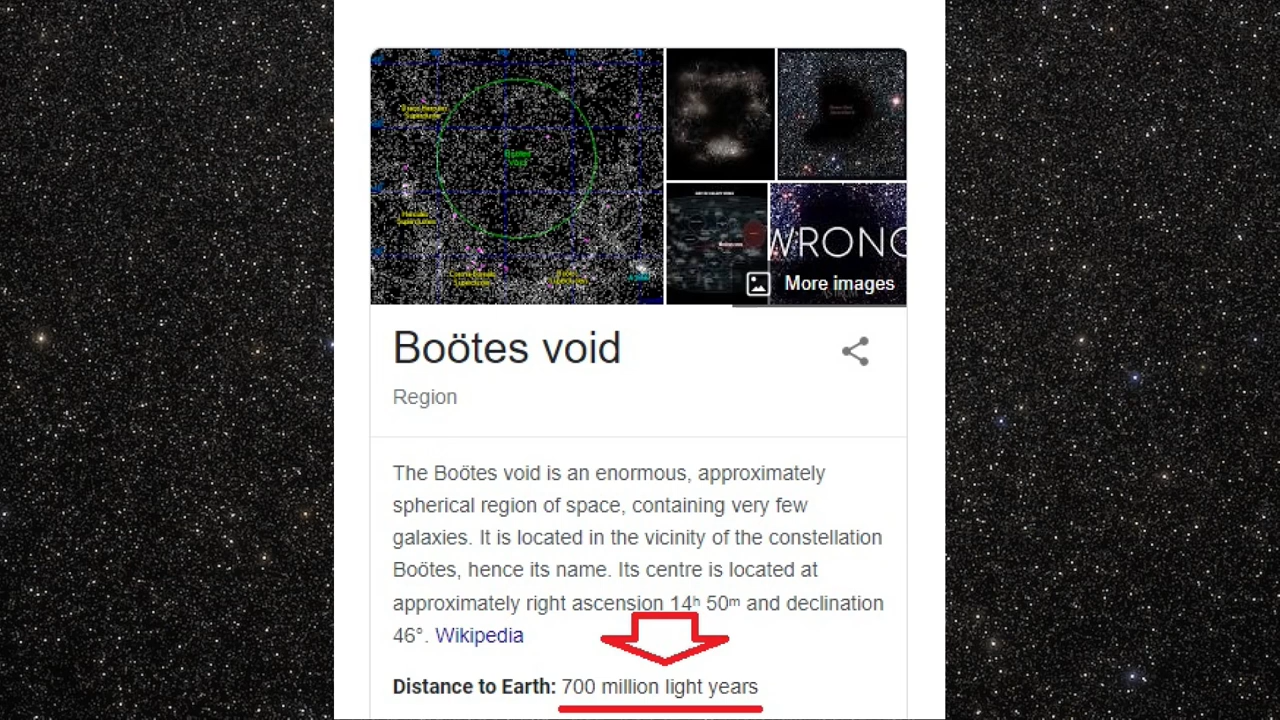 Boötes
Void
WRONG
More images
Boötes void
Region
The Boötes void is an enormous, approximately
spherical region of space, containing very few
galaxies. It is located in the vicinity of the constellation
Boötes, hence its name. Its centre is located at
approximately right ascension 14ʰ 50ᵐ and declination
46°. Wikipedia
Distance to Earth: 700 million light years